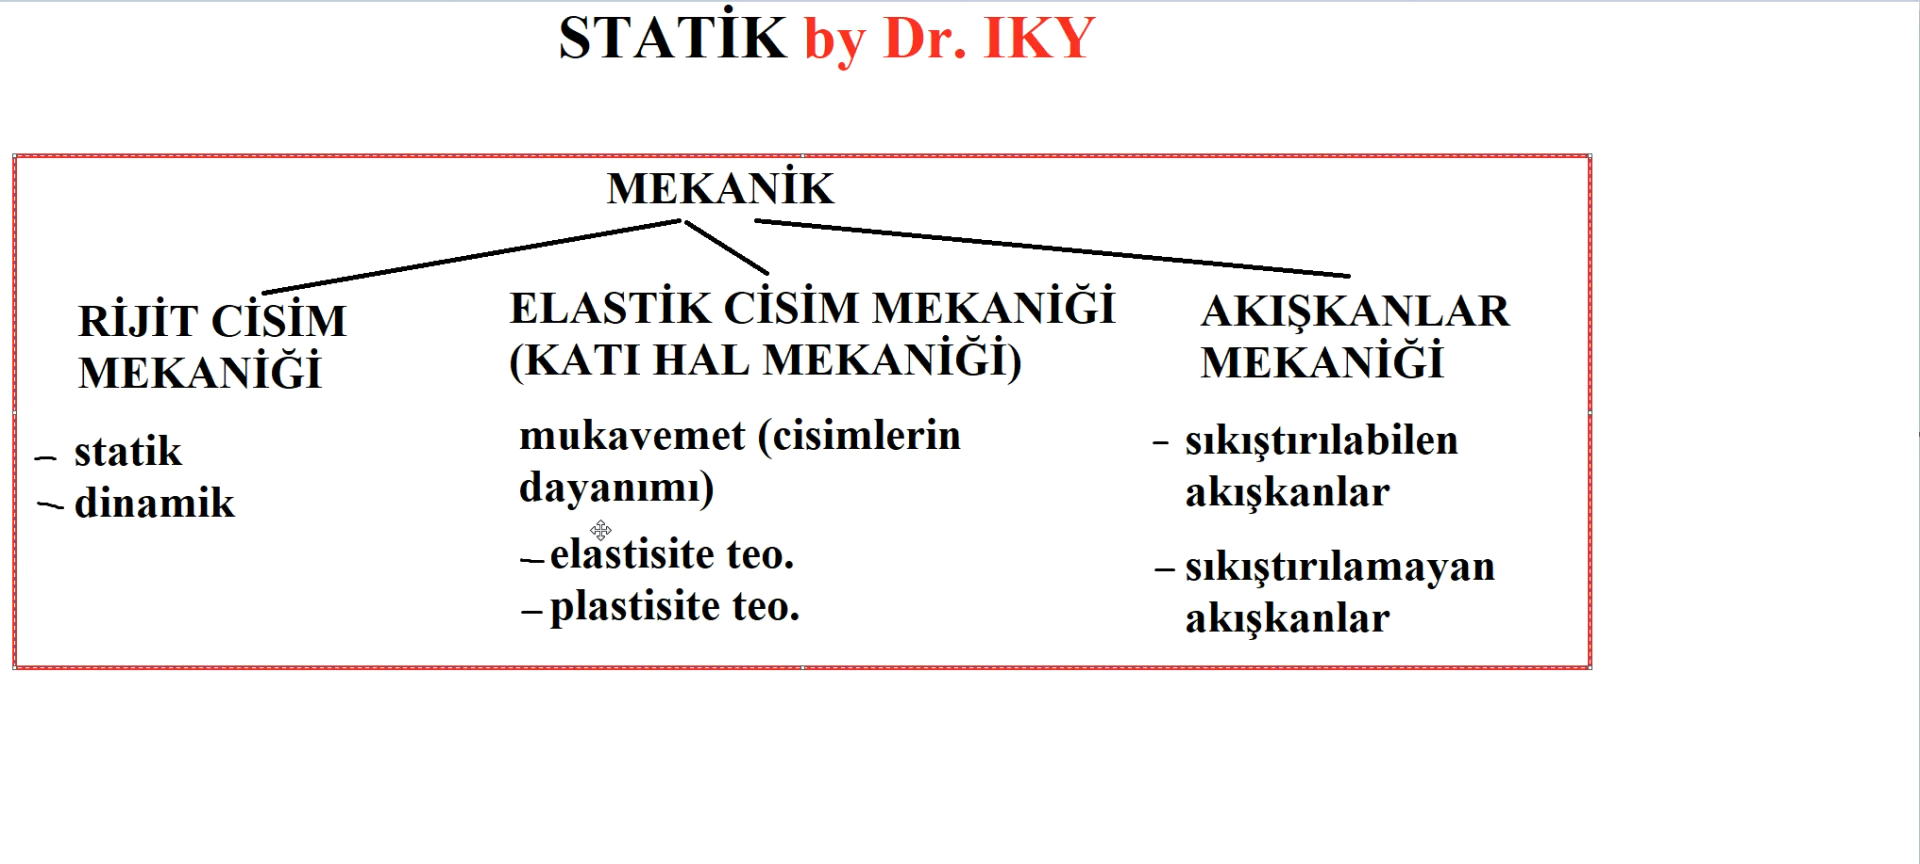 STATİK by Dr. IKY
MEKANİK
RİJİT CİSİM
MEKANİĞİ
– statik
– dinamik
ELASTİK CİSİM MEKANİĞİ
(KATI HAL MEKANİĞİ)
mukavemet (cisimlerin
dayanımı)
– elastisite teo.
– plastisite teo.
AKIŞKANLAR
MEKANİĞİ
– sıkıştırılabilen
akışkanlar
– sıkıştırılamayan
akışkanlar